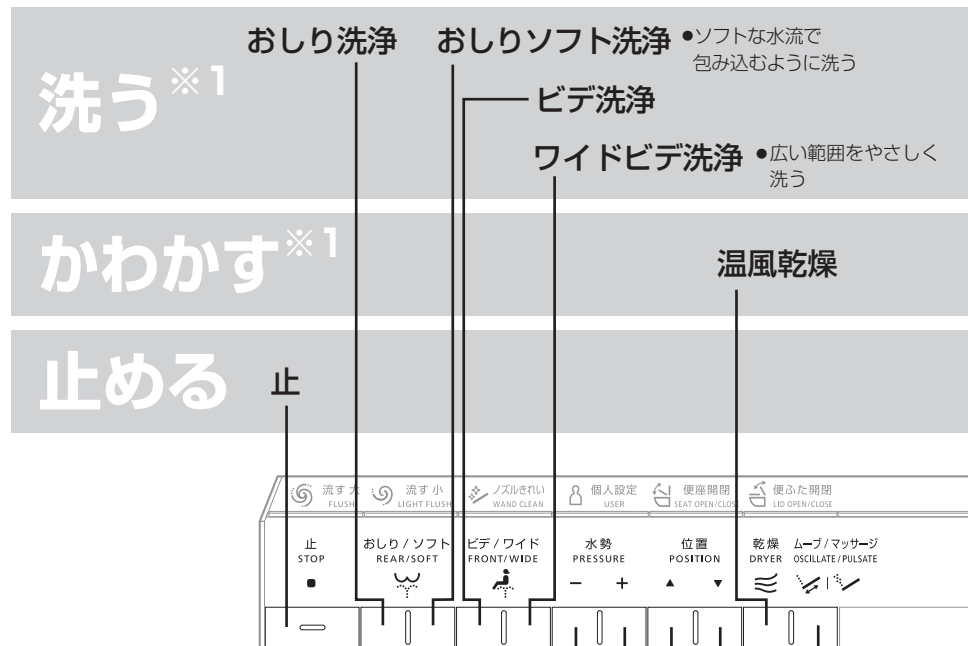 洗う※1
おしり洗浄
おしりソフト洗浄
●ソフトな水流で
包み込むように洗う
ビデ洗浄
ワイドビデ洗浄
●広い範囲をやさしく
洗う
かわかす※1
温風乾燥
止める
止
流す 大
FLUSH
流す 小
LIGHT FLUSH
ノズルきれい
WAND CLEAN
個人設定
USER
便座開閉
SEAT OPEN/CLOSE
便ふた開閉
LID OPEN/CLOSE
止
STOP
おしり / ソフト
REAR/SOFT
ビデ / ワイド
FRONT/WIDE
水勢
PRESSURE
− +
位置
POSITION
▲ ▼
乾燥
DRYER
ムーブ / マッサージ
OSCILLATE/PULSATE